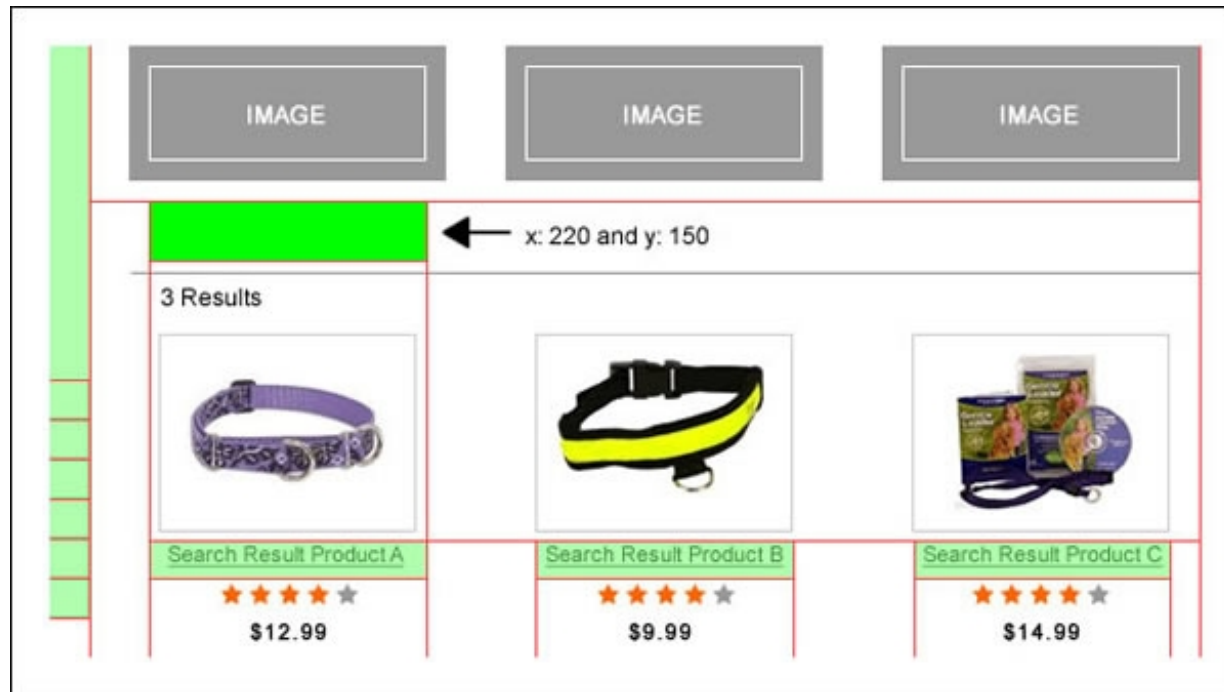 IMAGE IMAGE IMAGE
x: 220 and y: 150
3 Results
Search Result Product A Search Result Product B Search Result Product C
$12.99 $9.99 $14.99